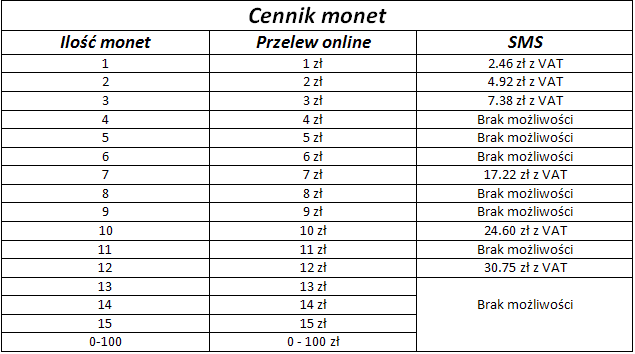 Cennik monet
Ilość monet Przelew online SMS
1 1 zł 2.46 zł z VAT
2 2 zł 4.92 zł z VAT
3 3 zł 7.38 zł z VAT
4 4 zł Brak możliwości
5 5 zł Brak możliwości
6 6 zł Brak możliwości
7 7 zł 17.22 zł z VAT
8 8 zł Brak możliwości
9 9 zł Brak możliwości
10 10 zł 24.60 zł z VAT
11 11 zł Brak możliwości
12 12 zł 30.75 zł z VAT
13 13 zł
14 14 zł Brak możliwości
15 15 zł
0-100 0 - 100 zł